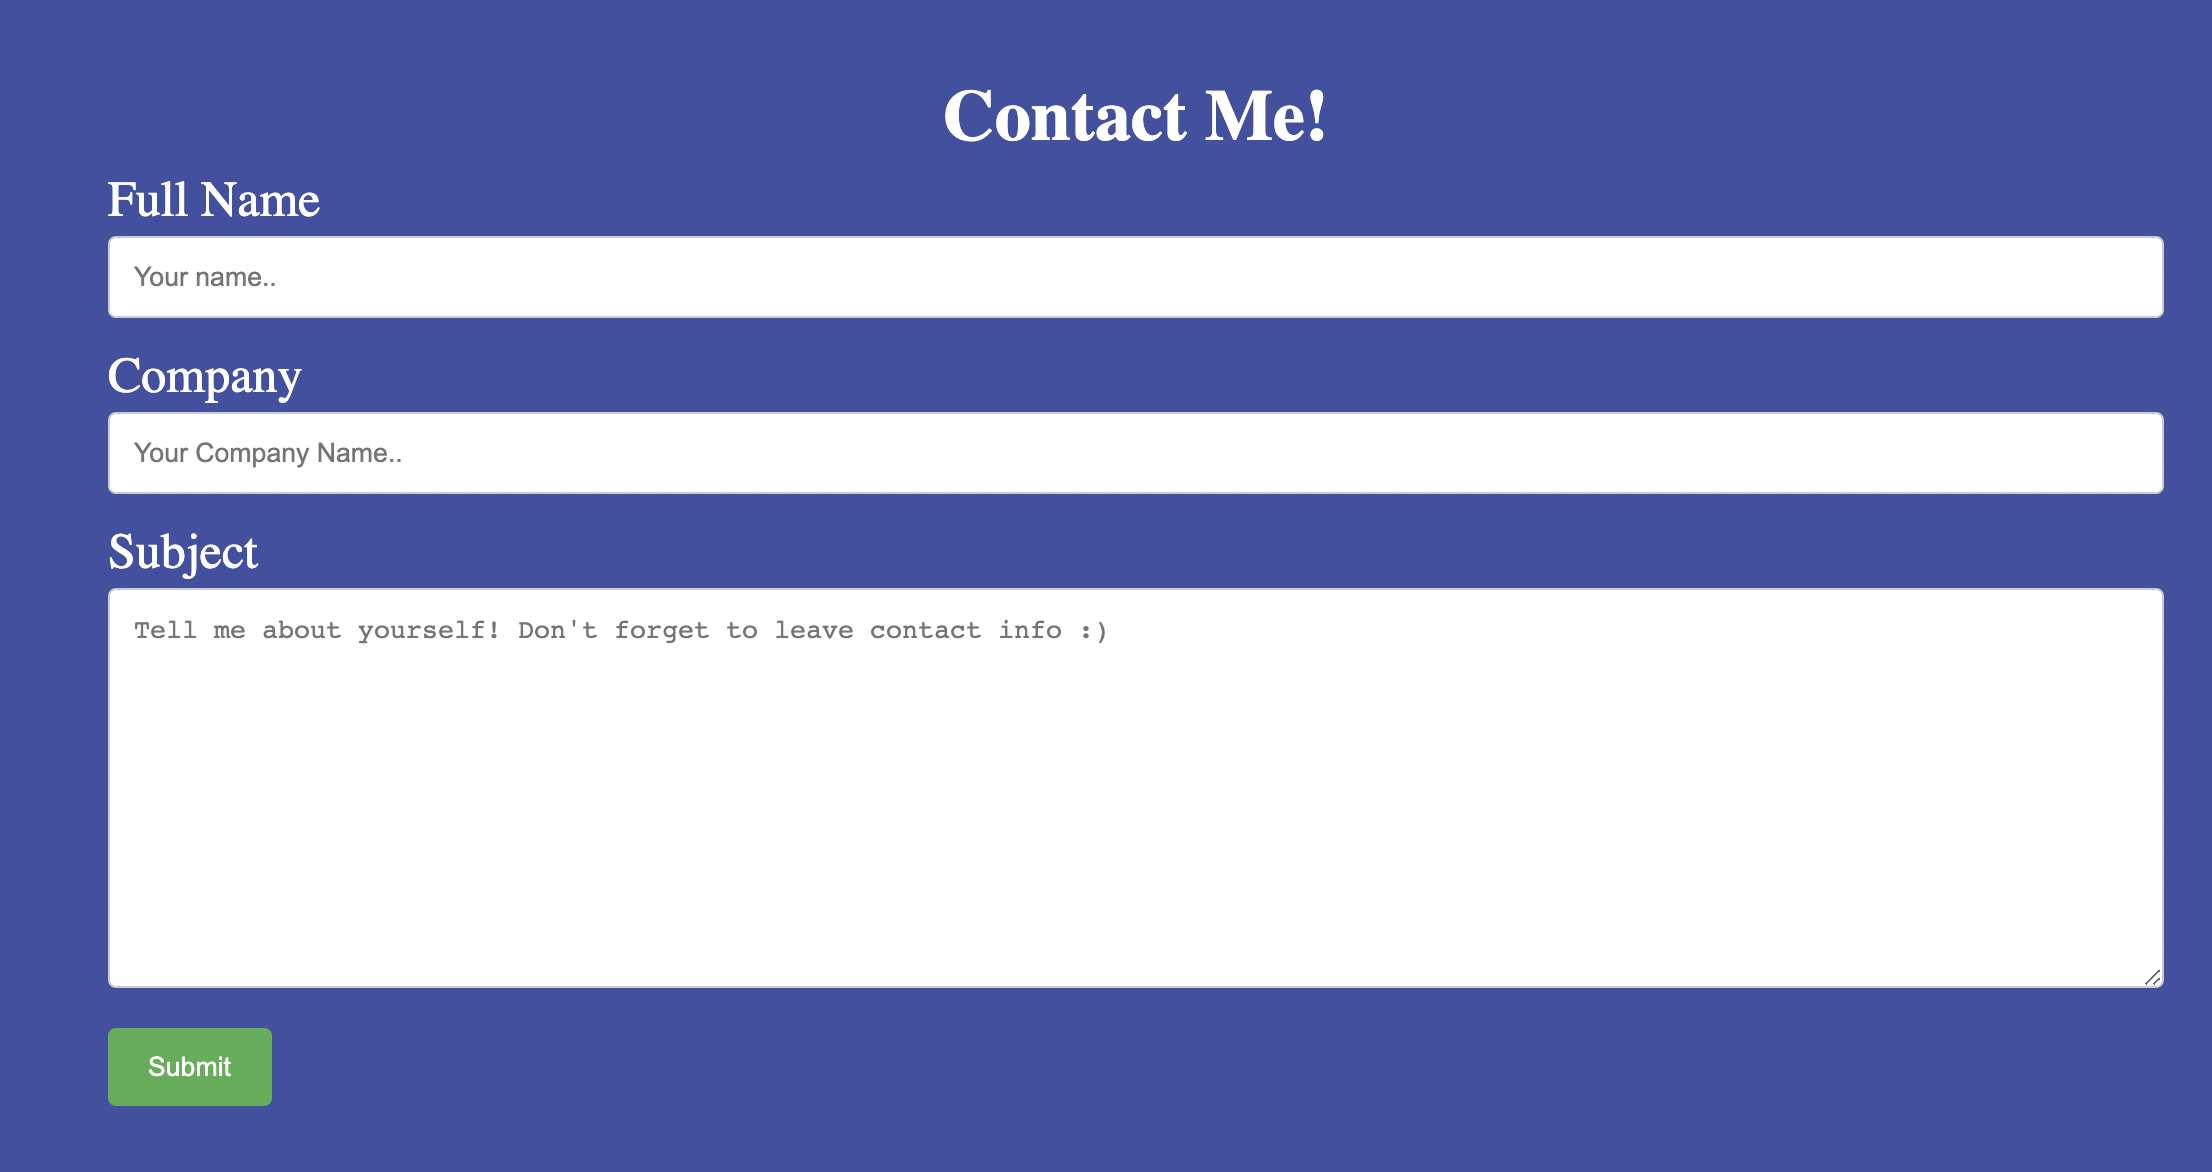 Contact Me!
Full Name
Your name..
Company
Your Company Name..
Subject
Tell me about yourself! Don't forget to leave contact info :)
Submit